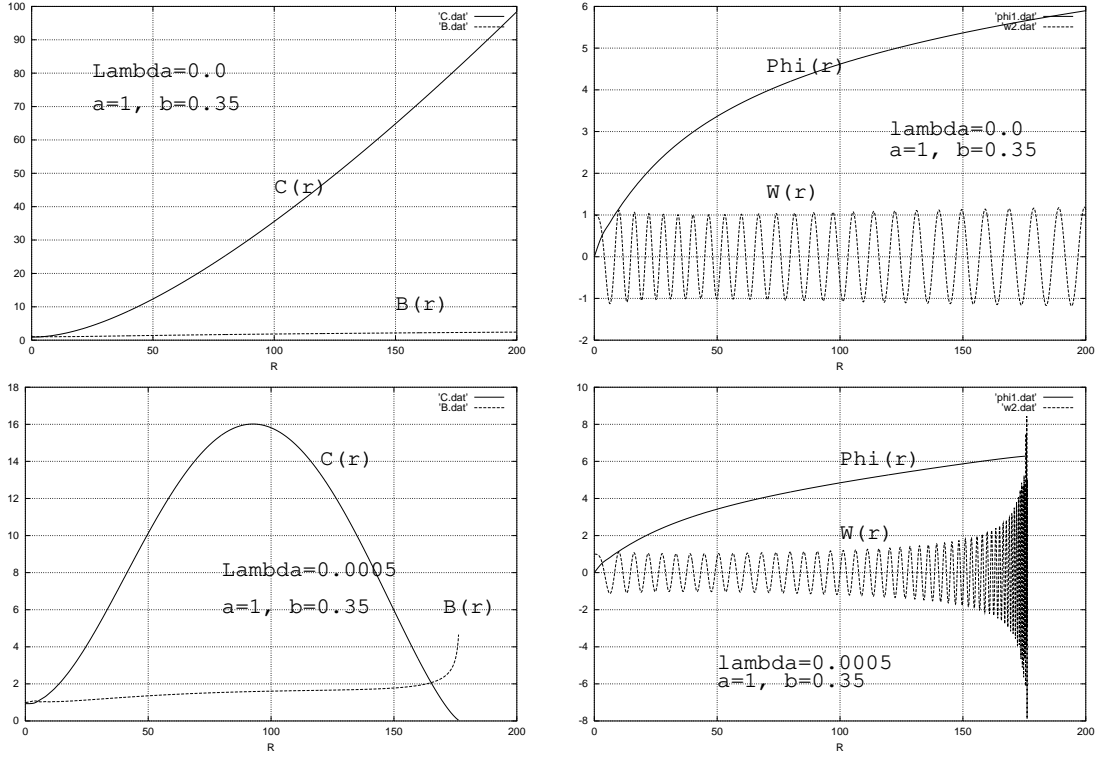 100
90
80
70
60
50
40
30
20
10
0
0 50 100 150 200
R
'C.dat'
'B.dat'
Lambda=0.0
a=1, b=0.35
C(r)
B(r)
6
5
4
3
2
1
0
-1
-2
0 50 100 150 200
R
'phi1.dat'
'w2.dat'
Phi(r)
lambda=0.0
a=1, b=0.35
W(r)
18
16
14
12
10
8
6
4
2
0
0 50 100 150 200
R
'C.dat'
'B.dat'
C(r)
Lambda=0.0005
a=1, b=0.35
B(r)
10
8
6
4
2
0
-2
-4
-6
-8
0 50 100 150 200
R
'phi1.dat'
'w2.dat'
Phi(r)
W(r)
lambda=0.0005
a=1, b=0.35